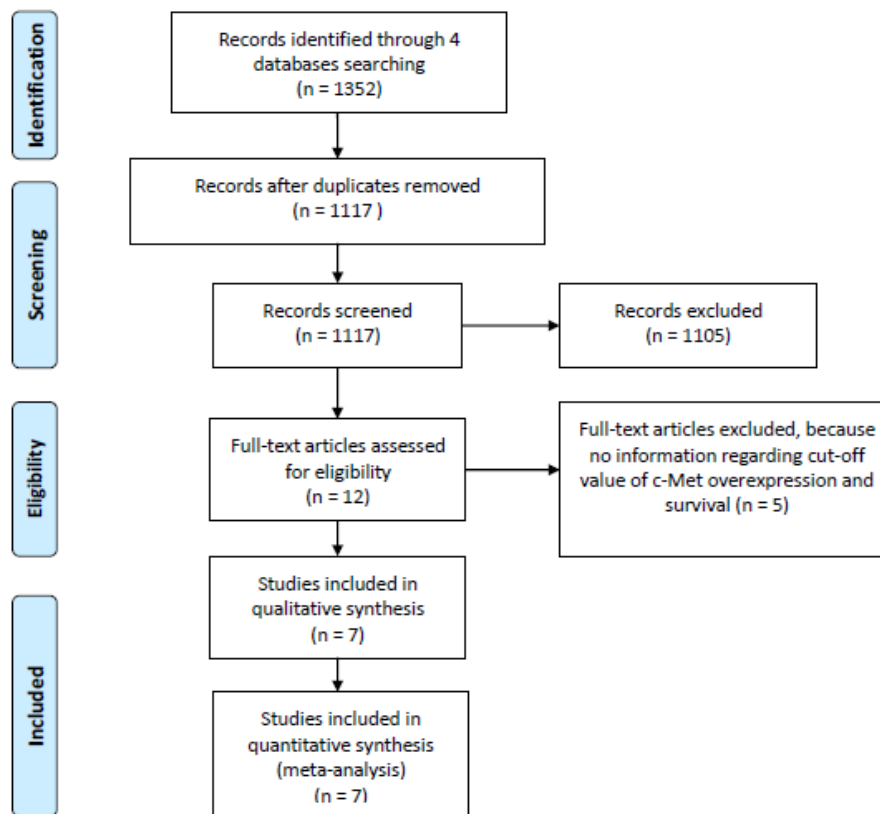 Identification
Records identified through 4
databases searching
(n = 1352)
Records after duplicates removed
(n = 1117 )
Screening
Records screened
(n = 1117)
Records excluded
(n = 1105)
Eligibility
Full-text articles assessed
for eligibility
(n = 12)
Full-text articles excluded, because
no information regarding cut-off
value of c-Met overexpression and
survival (n = 5)
Studies included in
qualitative synthesis
(n = 7)
Included
Studies included in
quantitative synthesis
(meta-analysis)
(n = 7)